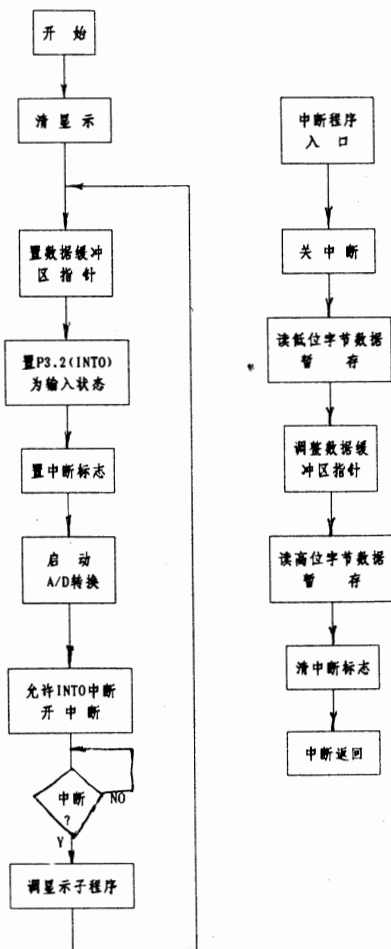 开 始
清 显 示
置数据缓冲
区 指 针
置P3.2(INTO)
为输入状态
置中断标志
启 动
A/D转换
允许INTO中断
开 中 断
中断
?
NO
Y
调显示子程序
中断程序
入 口
关 中 断
读低位字节数据
暂 存
调整数据缓
冲区指针
读高位字节数据
暂 存
清中断标志
中断返回